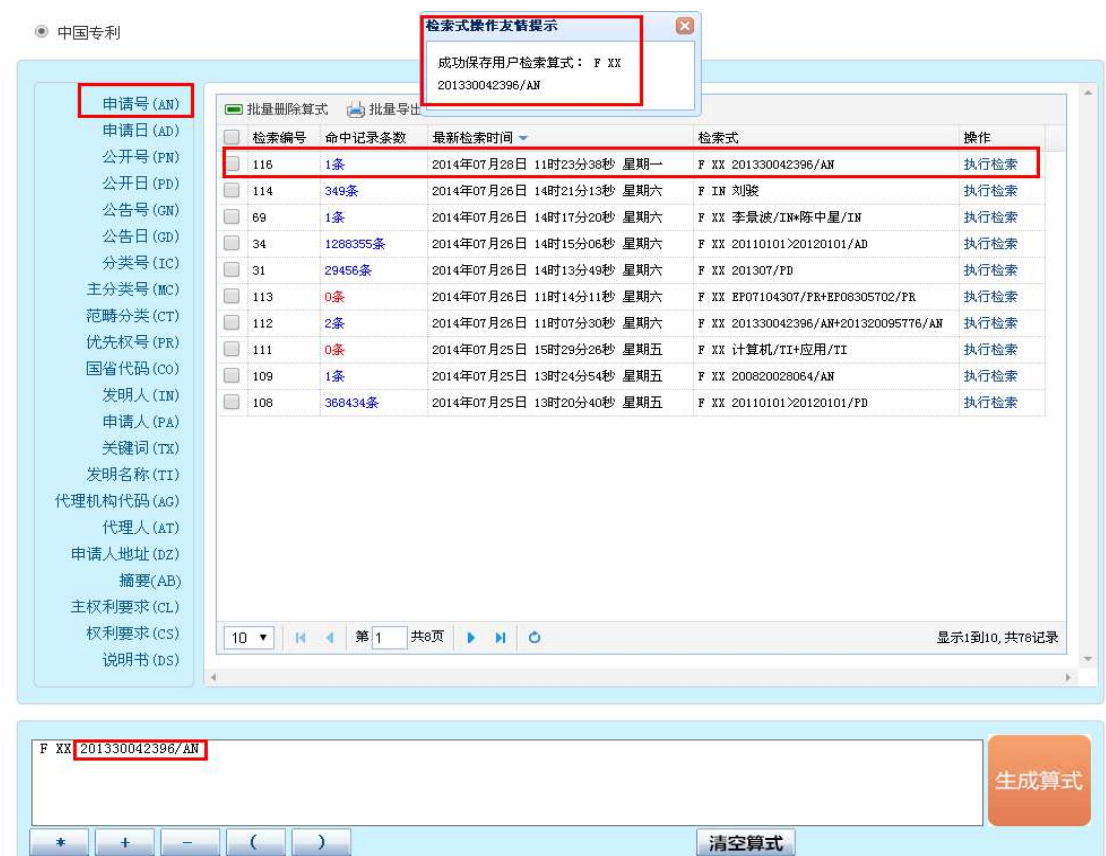 中国专利
检索式操作友情提示
成功保存用户检索算式: F XX
201330042396/AN
申请号(AN)
申请日(AD)
公开号(PN)
公开日(PD)
公告号(GN)
公告日(GD)
分类号(IC)
主分类号(MC)
范畴分类(CT)
优先权号(PR)
国省代码(CO)
发明人(IN)
申请人(PA)
关键词(TX)
发明名称(TI)
代理机构代码(AG)
代理人(AT)
申请人地址(DZ)
摘要(AB)
主权利要求(CL)
权利要求(CS)
说明书(DS)
批量删除算式 批量导出
检索编号 命中记录条数 最新检索时间 检索式 操作
116 1条 2014年07月28日 11时23分38秒 星期一 F XX 201330042396/AN 执行检索
114 349条 2014年07月26日 14时21分13秒 星期六 F IN 刘骏 执行检索
69 1条 2014年07月26日 14时17分20秒 星期六 F XX 李景波/IN*陈中星/IN 执行检索
34 1288355条 2014年07月26日 14时15分06秒 星期六 F XX 20110101>20120101/AD 执行检索
31 29456条 2014年07月26日 14时13分49秒 星期六 F XX 201307/PD 执行检索
113 0条 2014年07月26日 11时14分11秒 星期六 F XX EP07104307/PR+EP08305702/PR 执行检索
112 2条 2014年07月26日 11时07分30秒 星期六 F XX 201330042396/AN+201320095776/AN 执行检索
111 0条 2014年07月25日 15时29分26秒 星期五 F XX 计算机/TI+应用/TI 执行检索
109 1条 2014年07月25日 13时24分54秒 星期五 F XX 200820028064/AN 执行检索
108 368434条 2014年07月25日 13时20分40秒 星期五 F XX 20110101>20120101/PD 执行检索
10 第 1 共8页 显示1到10,共78记录
F XX 201330042396/AN
生成算式
* + - ( ) 清空算式